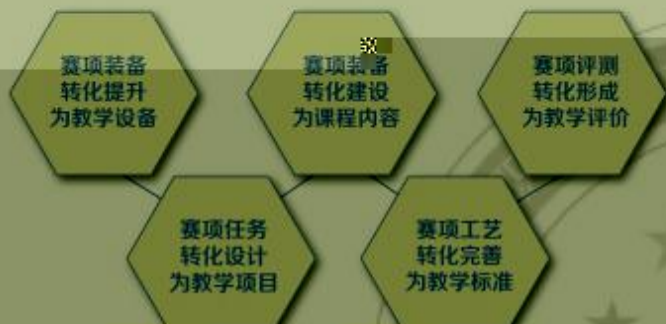 赛项装备
转化提升
为教学设备
赛项装备
转化建设
为课程内容
赛项评测
转化形成
为教学评价
赛项任务
转化设计
为教学项目
赛项工艺
转化完善
为教学标准